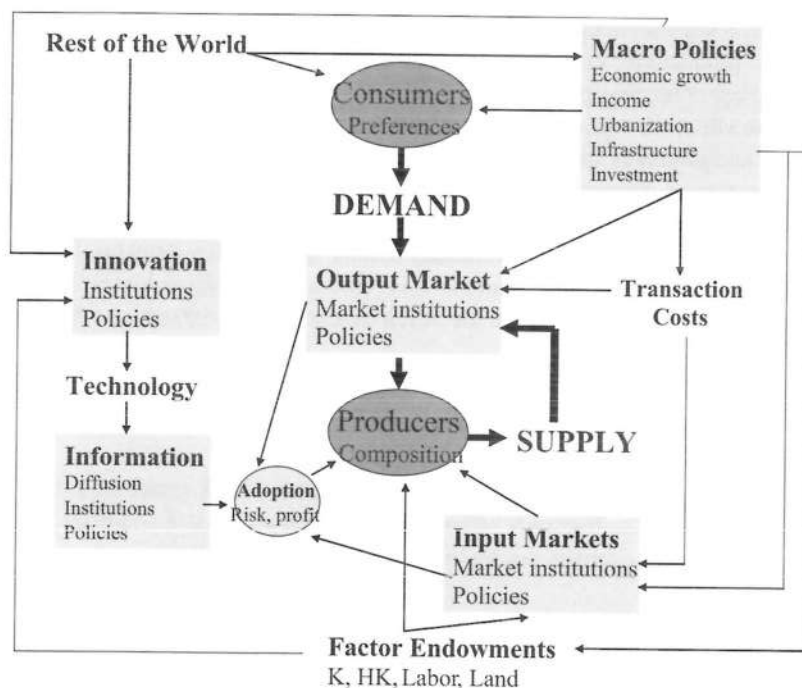 Rest of the World
Macro Policies
Economic growth
Income
Urbanization
Infrastructure
Investment
Consumers
Preferences
DEMAND
Innovation
Institutions
Policies
Output Market
Market institutions
Policies
Transaction
Costs
Technology
Producers
Composition
SUPPLY
Information
Diffusion
Institutions
Policies
Adoption
Risk, profit
Input Markets
Market institutions
Policies
Factor Endowments
K, HK, Labor, Land